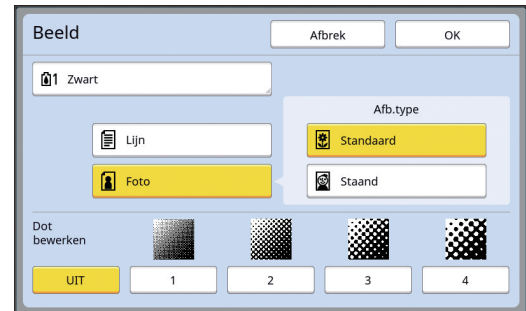 Beeld
Afbrek
OK
1 Zwart
Afb.type
Lijn
Standaard
Foto
Staand
Dot
bewerken
UIT
1
2
3
4